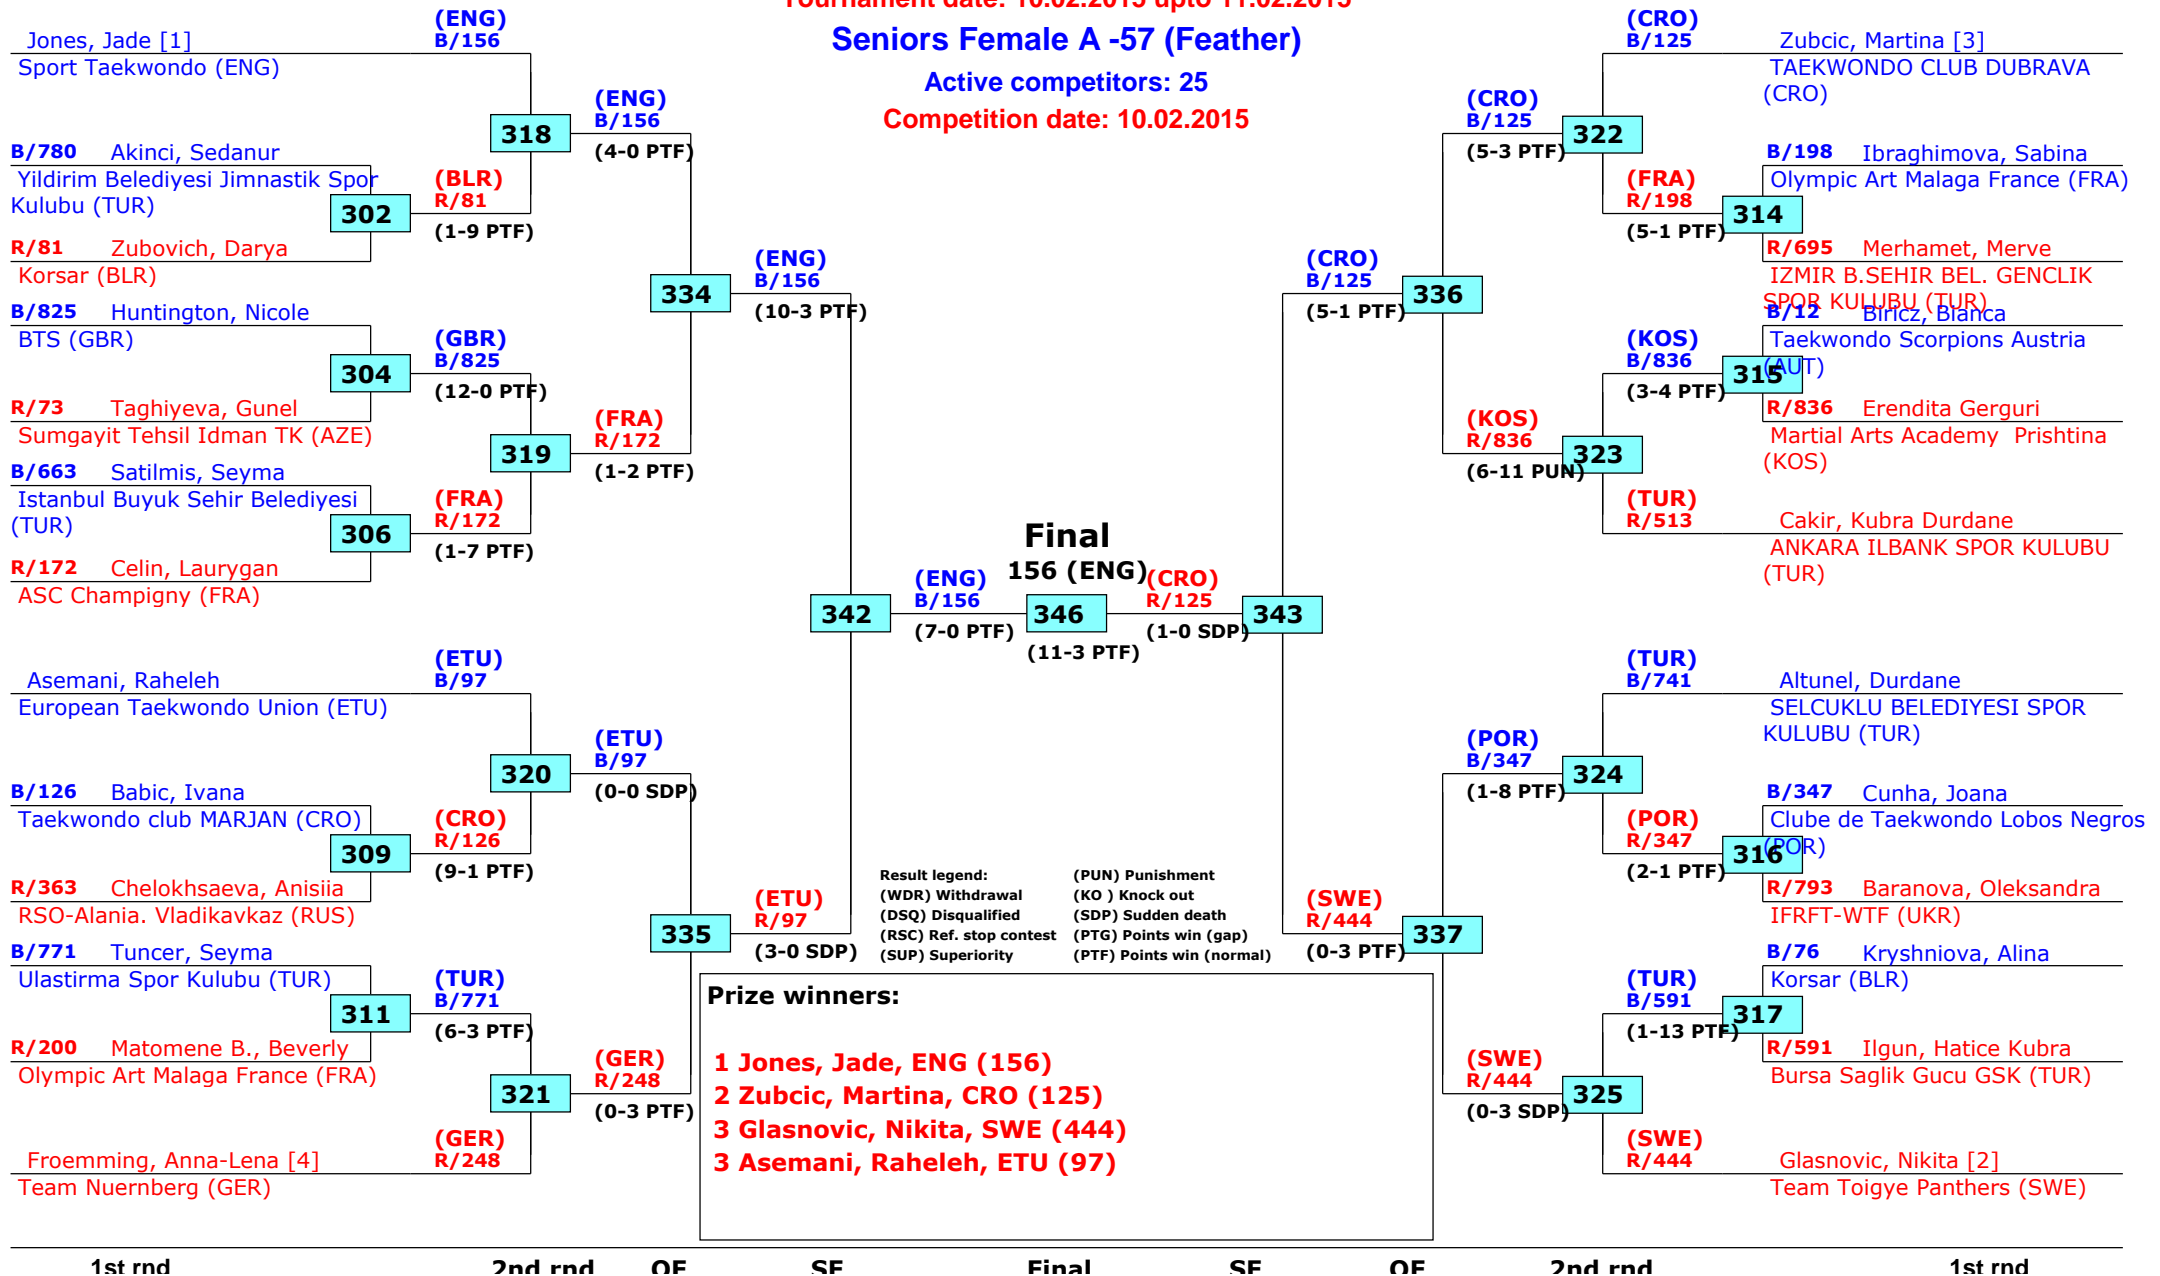 Tournament date: 10.02.2015 upto 11.02.2015
Seniors Female A -57 (Feather)
Active competitors: 25
Competition date: 10.02.2015
(ENG)
B/156
Jones, Jade [1]
Sport Taekwondo (ENG)
(ENG)
B/156
318
(4-0 PTF)
B/780 Akinci, Sedanur
Yildirim Belediyesi Jimnastik Spor
Kulubu (TUR)
302
(BLR)
R/81
(1-9 PTF)
R/81 Zubovich, Darya
Korsar (BLR)
334
(ENG)
B/156
(10-3 PTF)
B/825 Huntington, Nicole
BTS (GBR)
304
(GBR)
B/825
(12-0 PTF)
R/73 Taghiyeva, Gunel
Sumgayit Tehsil Idman TK (AZE)
319
(FRA)
R/172
(1-2 PTF)
B/663 Satilmis, Seyma
Istanbul Buyuk Sehir Belediyesi
(TUR)
306
(FRA)
R/172
(1-7 PTF)
R/172 Celin, Laurygan
ASC Champigny (FRA)
342
(ENG)
B/156
(7-0 PTF)
Final
156 (ENG)
346
(11-3 PTF)
(CRO)
R/125
(1-0 SDP)
343
(ETU)
B/97
Asemani, Raheleh
European Taekwondo Union (ETU)
320
(ETU)
B/97
(0-0 SDP)
B/126 Babic, Ivana
Taekwondo club MARJAN (CRO)
309
(CRO)
R/126
(9-1 PTF)
R/363 Chelokhsaeva, Anisiia
RSO-Alania. Vladikavkaz (RUS)
335
(ETU)
R/97
(3-0 SDP)
B/771 Tuncer, Seyma
Ulastirma Spor Kulubu (TUR)
311
(TUR)
B/771
(6-3 PTF)
R/200 Matomene B., Beverly
Olympic Art Malaga France (FRA)
321
(GER)
R/248
(0-3 PTF)
(GER)
R/248
Froemming, Anna-Lena [4]
Team Nuernberg (GER)
(CRO)
B/125
Zubcic, Martina [3]
TAEKWONDO CLUB DUBRAVA
(CRO)
(CRO)
B/125
(5-3 PTF)
322
B/198 Ibraghimova, Sabina
Olympic Art Malaga France (FRA)
(FRA)
R/198
(5-1 PTF)
314
R/695 Merhamet, Merve
IZMIR B.SEHIR BEL. GENCLIK
SPOR KULUBU (TUR)
(CRO)
B/125
(5-1 PTF)
336
B/12 Biricz, Bianca
Taekwondo Scorpions Austria
(AUT)
(KOS)
B/836
(3-4 PTF)
315
R/836 Erendita Gerguri
Martial Arts Academy  Prishtina
(KOS)
(KOS)
R/836
(6-11 PUN)
323
(TUR)
R/513
Cakir, Kubra Durdane
ANKARA ILBANK SPOR KULUBU
(TUR)
(TUR)
B/741
Altunel, Durdane
SELCUKLU BELEDIYESI SPOR
KULUBU (TUR)
(POR)
B/347
(1-8 PTF)
324
B/347 Cunha, Joana
Clube de Taekwondo Lobos Negros
(POR)
(POR)
R/347
(2-1 PTF)
316
R/793 Baranova, Oleksandra
IFRFT-WTF (UKR)
(SWE)
R/444
(0-3 PTF)
337
B/76 Kryshniova, Alina
Korsar (BLR)
(TUR)
B/591
(1-13 PTF)
317
R/591 Ilgun, Hatice Kubra
Bursa Saglik Gucu GSK (TUR)
(SWE)
R/444
(0-3 SDP)
325
(SWE)
R/444
Glasnovic, Nikita [2]
Team Toigye Panthers (SWE)
Result legend: (PUN) Punishment
(WDR) Withdrawal (KO ) Knock out
(DSQ) Disqualified (SDP) Sudden death
(RSC) Ref. stop contest (PTG) Points win (gap)
(SUP) Superiority (PTF) Points win (normal)
Prize winners:
1 Jones, Jade, ENG (156)
2 Zubcic, Martina, CRO (125)
3 Glasnovic, Nikita, SWE (444)
3 Asemani, Raheleh, ETU (97)
1st rnd 2nd rnd QF SF Final SF QF 2nd rnd 1st rnd